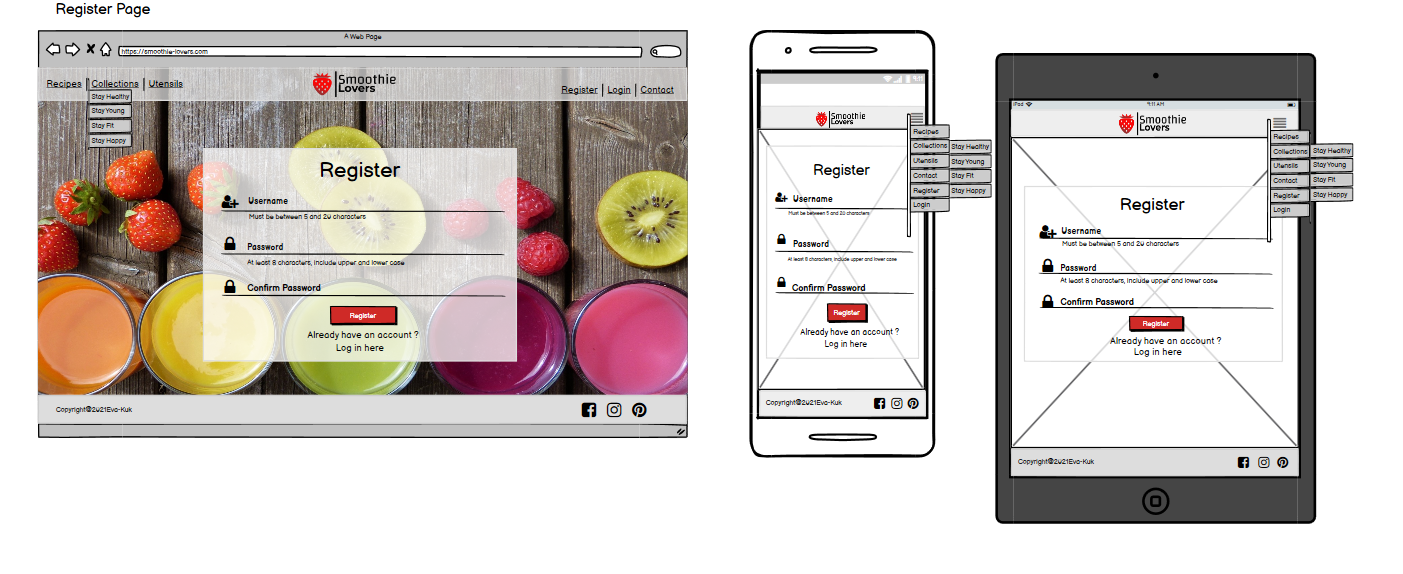 Register Page
A Web Page
https://smoothie-lovers.com
Recipes Collections Utensils
Smoothie
Lovers
Register Login Contact
Stay Healthy
Stay Young
Stay Fit
Stay Happy
Register
Username
Must be between 5 and 20 characters
Password
At least 8 characters, include upper and lower case
Confirm Password
Register
Already have an account ?
Log in here
Copyright@2021Eva-Kuk
9:11
Smoothie
Lovers
Recipes
Collections Stay Healthy
Utensils Stay Young
Contact Stay Fit
Register Stay Happy
Login
Register
Username
Must be between 5 and 20 characters
Password
At least 8 characters, include upper and lower case
Confirm Password
Register
Already have an account ?
Log in here
Copyright@2021Eva-Kuk
iPod 9:11 AM
Smoothie
Lovers
Recipes
Collections Stay Healthy
Utensils Stay Young
Contact Stay Fit
Register Stay Happy
Login
Register
Username
Must be between 5 and 20 characters
Password
At least 8 characters, include upper and lower case
Confirm Password
Register
Already have an account ?
Log in here
Copyright@2021Eva-Kuk